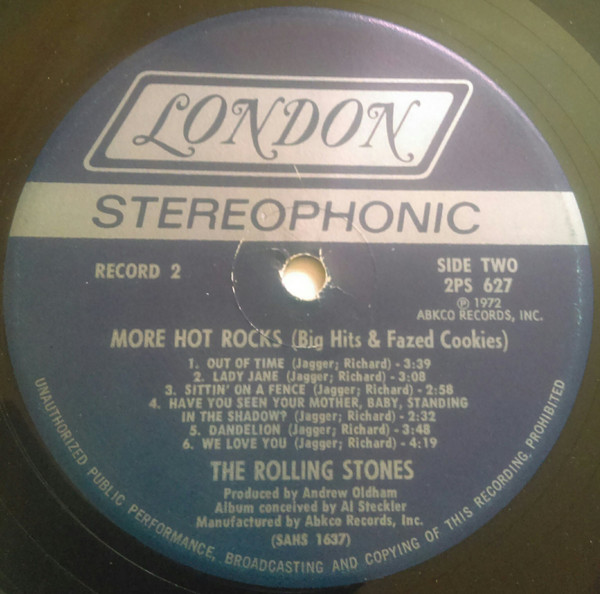 LONDON
STEREOPHONIC
RECORD 2
SIDE TWO
2PS 627
℗ 1972
ABKCO RECORDS, INC.
MORE HOT ROCKS (Big Hits & Fazed Cookies)
1. OUT OF TIME (Jagger; Richard) - 3:39
2. LADY JANE (Jagger; Richard) - 3:08
3. SITTIN' ON A FENCE (Jagger; Richard) - 2:58
4. HAVE YOU SEEN YOUR MOTHER, BABY, STANDING
IN THE SHADOW? (Jagger; Richard) - 2:32
5. DANDELION (Jagger; Richard) - 3:48
6. WE LOVE YOU (Jagger; Richard) - 4:19
THE ROLLING STONES
Produced by Andrew Oldham
Album conceived by Al Steckler
Manufactured by Abkco Records, Inc.
(SAHS 1637)
UNAUTHORIZED PUBLIC PERFORMANCE, BROADCASTING AND COPYING OF THIS RECORDING, PROHIBITED